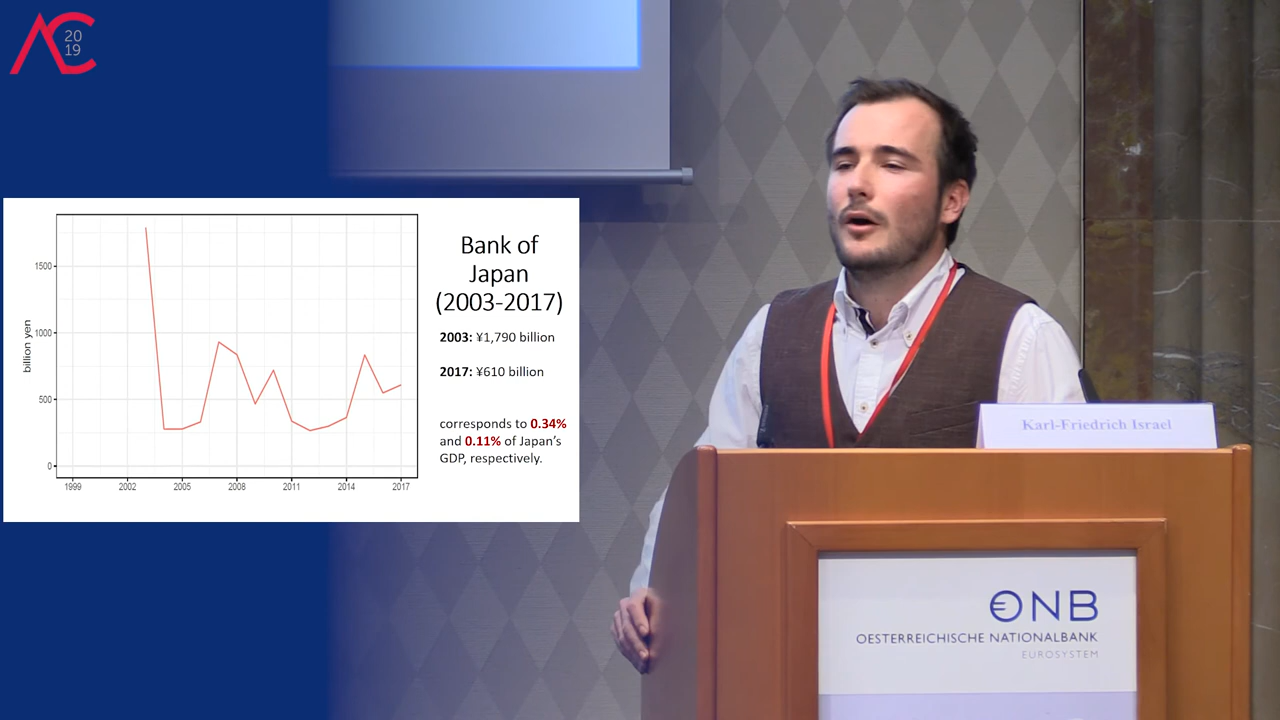 20
19
Bank of
Japan
(2003-2017)
2003: ¥1,790 billion
2017: ¥610 billion
corresponds to 0.34%
and 0.11% of Japan's
GDP, respectively.
billion yen
1500
1000
500
0
1999 2002 2005 2008 2011 2014 2017
Karl-Friedrich Israel
ONB
OESTERREICHISCHE NATIONALBANK
EUROSYSTEM